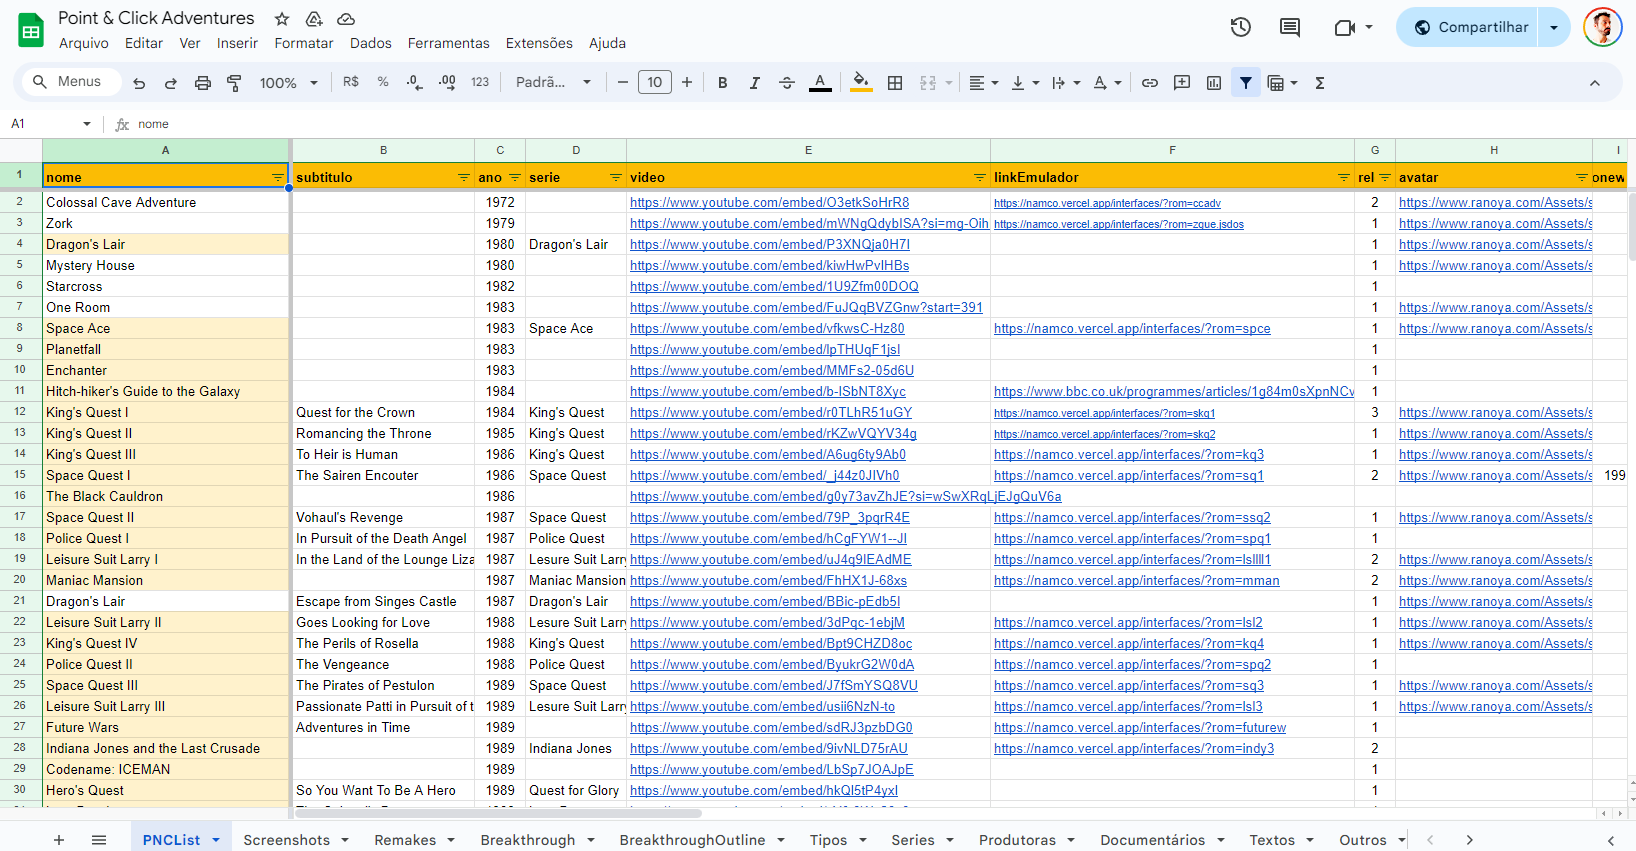 Point & Click Adventures
Arquivo Editar Ver Inserir Formatar Dados Ferramentas Extensões Ajuda
Compartilhar
Menus 100% R$ % .0 .00 123 Padrã... 10 B I A Σ
A1 fx nome
A B C D E F G H I
1 nome subtitulo ano serie video linkEmulador rel avatar onew
2 Colossal Cave Adventure 1972 https://www.youtube.com/embed/O3etkSoHrR8 https://namco.vercel.app/interfaces/?rom=ccadv 2 https://www.ranoya.com/Assets/s
3 Zork 1979 https://www.youtube.com/embed/mWNgQdybISA?si=mg-Oih https://namco.vercel.app/interfaces/?rom=zque.jsdos 1 https://www.ranoya.com/Assets/s
4 Dragon's Lair 1980 Dragon's Lair https://www.youtube.com/embed/P3XNQja0H7I 1 https://www.ranoya.com/Assets/s
5 Mystery House 1980 https://www.youtube.com/embed/kiwHwPvIHBs 1 https://www.ranoya.com/Assets/s
6 Starcross 1982 https://www.youtube.com/embed/1U9Zfm00DOQ 1
7 One Room 1983 https://www.youtube.com/embed/FuJQqBVZGnw?start=391 1 https://www.ranoya.com/Assets/s
8 Space Ace 1983 Space Ace https://www.youtube.com/embed/vfkwsC-Hz80 https://namco.vercel.app/interfaces/?rom=spce 1 https://www.ranoya.com/Assets/s
9 Planetfall 1983 https://www.youtube.com/embed/lpTHUqF1jsI 1
10 Enchanter 1983 https://www.youtube.com/embed/MMFs2-05d6U 1
11 Hitch-hiker's Guide to the Galaxy 1984 https://www.youtube.com/embed/b-ISbNT8Xyc https://www.bbc.co.uk/programmes/articles/1g84m0sXpnNCv 1
12 King's Quest I Quest for the Crown 1984 King's Quest https://www.youtube.com/embed/r0TLhR51uGY https://namco.vercel.app/interfaces/?rom=skq1 3 https://www.ranoya.com/Assets/s
13 King's Quest II Romancing the Throne 1985 King's Quest https://www.youtube.com/embed/rKZwVQYV34g https://namco.vercel.app/interfaces/?rom=skq2 1 https://www.ranoya.com/Assets/s
14 King's Quest III To Heir is Human 1986 King's Quest https://www.youtube.com/embed/A6ug6ty9Ab0 https://namco.vercel.app/interfaces/?rom=kq3 1 https://www.ranoya.com/Assets/s
15 Space Quest I The Sairen Encouter 1986 Space Quest https://www.youtube.com/embed/_j44z0JIVh0 https://namco.vercel.app/interfaces/?rom=sq1 2 https://www.ranoya.com/Assets/s 199
16 The Black Cauldron 1986 https://www.youtube.com/embed/g0y73avZhJE?si=wSwXRqLjEJgQuV6a
17 Space Quest II Vohaul's Revenge 1987 Space Quest https://www.youtube.com/embed/79P_3pqrR4E https://namco.vercel.app/interfaces/?rom=ssq2 1 https://www.ranoya.com/Assets/s
18 Police Quest I In Pursuit of the Death Angel 1987 Police Quest https://www.youtube.com/embed/hCgFYW1--JI https://namco.vercel.app/interfaces/?rom=spq1 1
19 Leisure Suit Larry I In the Land of the Lounge Liza 1987 Lesure Suit Larry https://www.youtube.com/embed/uJ4q9IEAdME https://namco.vercel.app/interfaces/?rom=lsllll1 2 https://www.ranoya.com/Assets/s
20 Maniac Mansion 1987 Maniac Mansion https://www.youtube.com/embed/FhHX1J-68xs https://namco.vercel.app/interfaces/?rom=mman 2 https://www.ranoya.com/Assets/s
21 Dragon's Lair Escape from Singes Castle 1987 Dragon's Lair https://www.youtube.com/embed/BBic-pEdb5I 1 https://www.ranoya.com/Assets/s
22 Leisure Suit Larry II Goes Looking for Love 1988 Lesure Suit Larry https://www.youtube.com/embed/3dPqc-1ebjM https://namco.vercel.app/interfaces/?rom=lsl2 1 https://www.ranoya.com/Assets/s
23 King's Quest IV The Perils of Rosella 1988 King's Quest https://www.youtube.com/embed/Bpt9CHZD8oc https://namco.vercel.app/interfaces/?rom=kq4 1 https://www.ranoya.com/Assets/s
24 Police Quest II The Vengeance 1988 Police Quest https://www.youtube.com/embed/ByukrG2W0dA https://namco.vercel.app/interfaces/?rom=spq2 1
25 Space Quest III The Pirates of Pestulon 1989 Space Quest https://www.youtube.com/embed/J7fSmYSQ8VU https://namco.vercel.app/interfaces/?rom=sq3 1 https://www.ranoya.com/Assets/s
26 Leisure Suit Larry III Passionate Patti in Pursuit of t 1989 Lesure Suit Larry https://www.youtube.com/embed/usii6NzN-to https://namco.vercel.app/interfaces/?rom=lsl3 1 https://www.ranoya.com/Assets/s
27 Future Wars Adventures in Time 1989 https://www.youtube.com/embed/sdRJ3pzbDG0 https://namco.vercel.app/interfaces/?rom=futurew 1
28 Indiana Jones and the Last Crusade 1989 Indiana Jones https://www.youtube.com/embed/9ivNLD75rAU https://namco.vercel.app/interfaces/?rom=indy3 2
29 Codename: ICEMAN 1989 https://www.youtube.com/embed/LbSp7JOAJpE 1
30 Hero's Quest So You Want To Be A Hero 1989 Quest for Glory https://www.youtube.com/embed/hkQl5tP4yxI 1
PNCList Screenshots Remakes Breakthrough BreakthroughOutline Tipos Series Produtoras Documentários Textos Outros